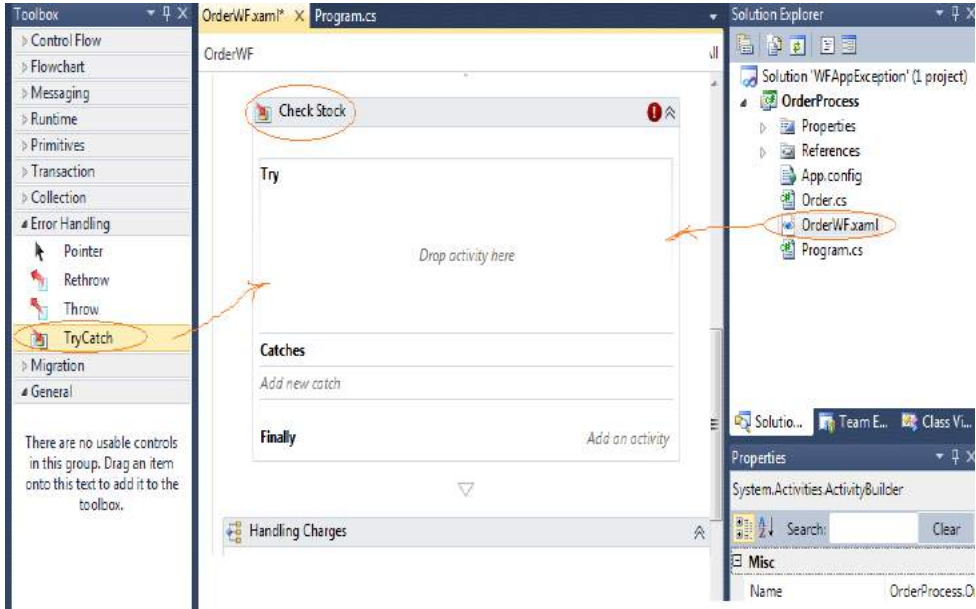 Toolbox
Control Flow
Flowchart
Messaging
Runtime
Primitives
Transaction
Collection
Error Handling
Pointer
Rethrow
Throw
TryCatch
Migration
General
There are no usable controls
in this group. Drag an item
onto this text to add it to the
toolbox.
OrderWF.xaml* X Program.cs
OrderWF
Check Stock
Try
Drop activity here
Catches
Add new catch
Finally Add an activity
Handling Charges
Solution Explorer
Solution 'WFAppException' (1 project)
OrderProcess
Properties
References
App.config
Order.cs
OrderWF.xaml
Program.cs
Solutio... Team E... Class Vi...
Properties
System.Activities.ActivityBuilder
Search: Clear
Misc
Name OrderProcess.O